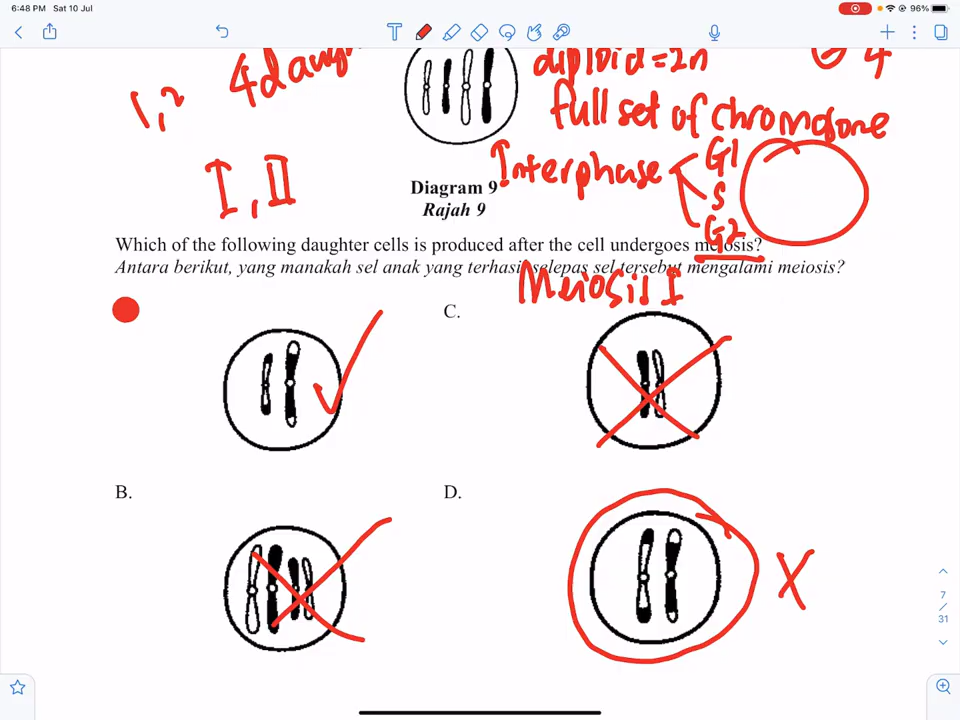 6:48 PM Sat 10 Jul
96%
diploid = 2n
4
1, 2
full set of chromosome
Interphase
G1
S
G2
I, II
Diagram 9
Rajah 9
Which of the following daughter cells is produced after the cell undergoes meiosis?
Antara berikut, yang manakah sel anak yang terhasil selepas sel tersebut mengalami meiosis?
Meiosis I
C.
B.
D.
7
/
31